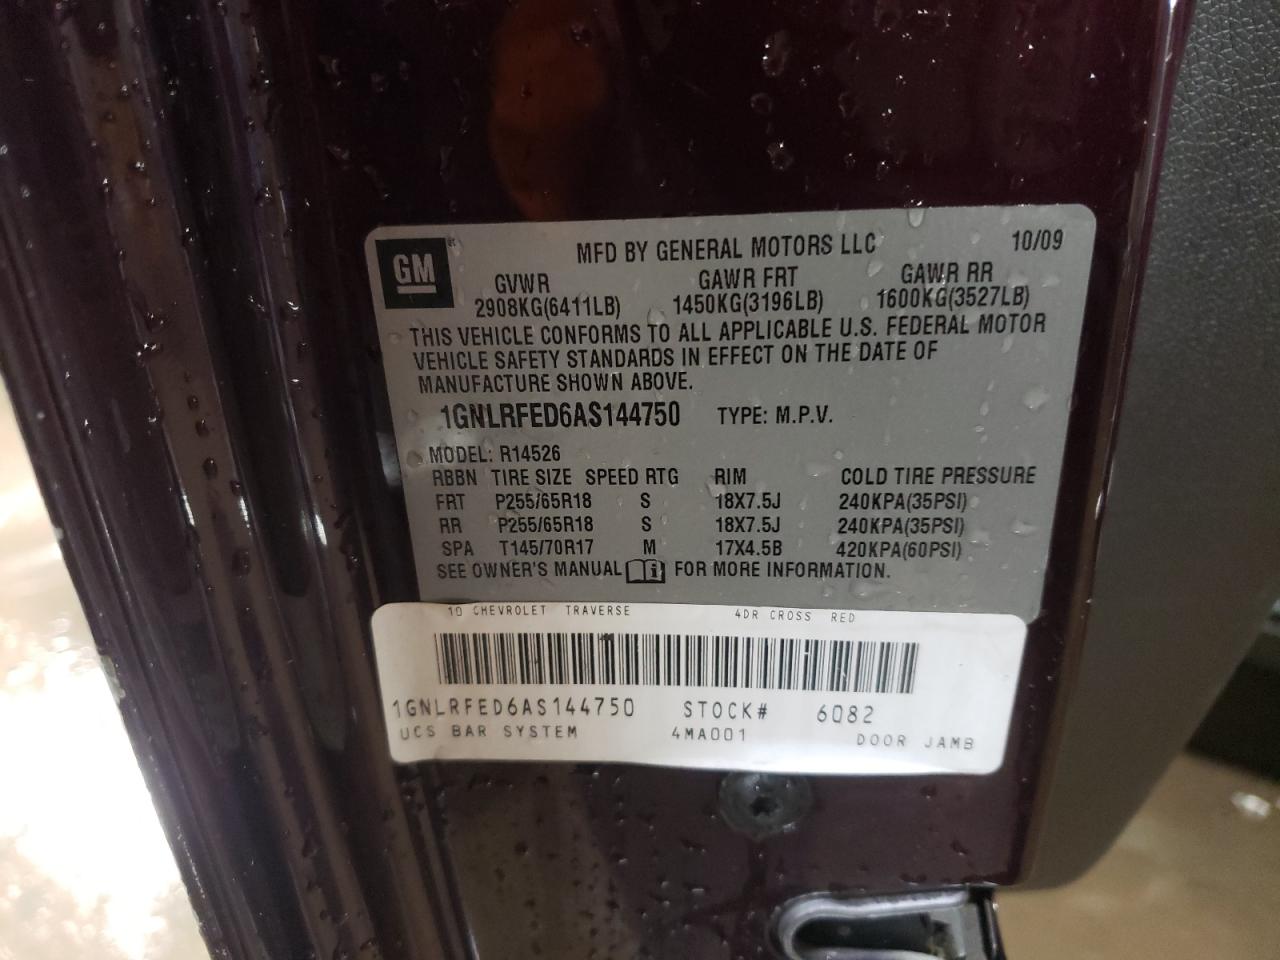 GM
MFD BY GENERAL MOTORS LLC 10/09
GVWR GAWR FRT GAWR RR
2908KG(6411LB) 1450KG(3196LB) 1600KG(3527LB)
THIS VEHICLE CONFORMS TO ALL APPLICABLE U.S. FEDERAL MOTOR
VEHICLE SAFETY STANDARDS IN EFFECT ON THE DATE OF
MANUFACTURE SHOWN ABOVE.
1GNLRFED6AS144750 TYPE: M.P.V.
MODEL: R14526
RBBN TIRE SIZE SPEED RTG RIM COLD TIRE PRESSURE
FRT P255/65R18 S 18X7.5J 240KPA(35PSI)
RR P255/65R18 S 18X7.5J 240KPA(35PSI)
SPA T145/70R17 M 17X4.5B 420KPA(60PSI)
SEE OWNER'S MANUAL FOR MORE INFORMATION.
10 CHEVROLET TRAVERSE 4DR CROSS RED
1GNLRFED6AS144750 STOCK# 6Q82
UCS BAR SYSTEM 4MA001 DOOR JAMB